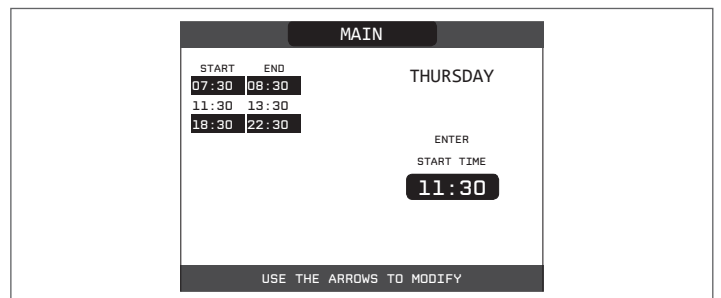 MAIN
START END
07:30 08:30
11:30 13:30
18:30 22:30
THURSDAY
ENTER
START TIME
11:30
USE THE ARROWS TO MODIFY